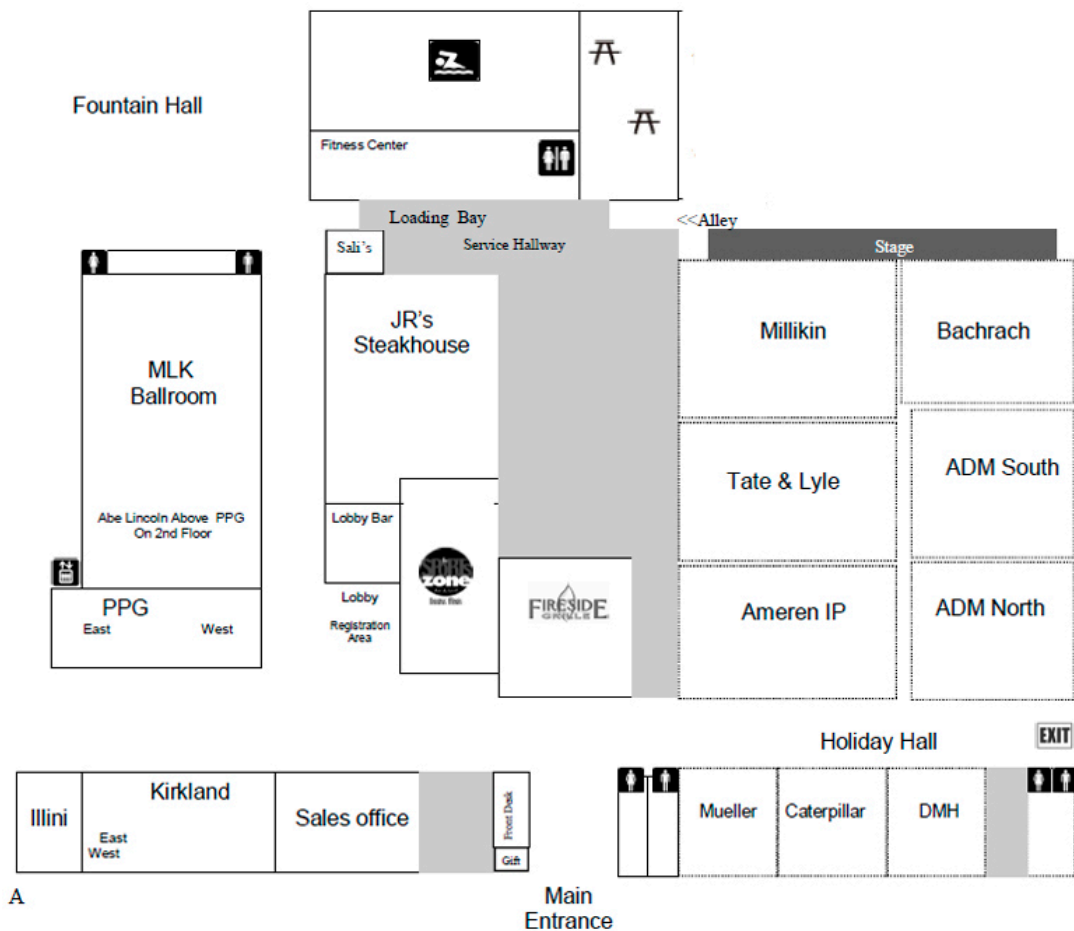 Fountain Hall
Fitness Center
Loading Bay
<<Alley
Sali's
Service Hallway
Stage
JR's
Steakhouse
Millikin
Bachrach
MLK
Ballroom
Tate & Lyle
ADM South
Abe Lincoln Above PPG
On 2nd Floor
Lobby Bar
zone
FIRESIDE
GRILLE
PPG
East
West
Lobby
Registration
Area
Ameren IP
ADM North
Holiday Hall
EXIT
Illini
Kirkland
East
West
Sales office
Front Desk
Gift
Mueller
Caterpillar
DMH
A
Main
Entrance